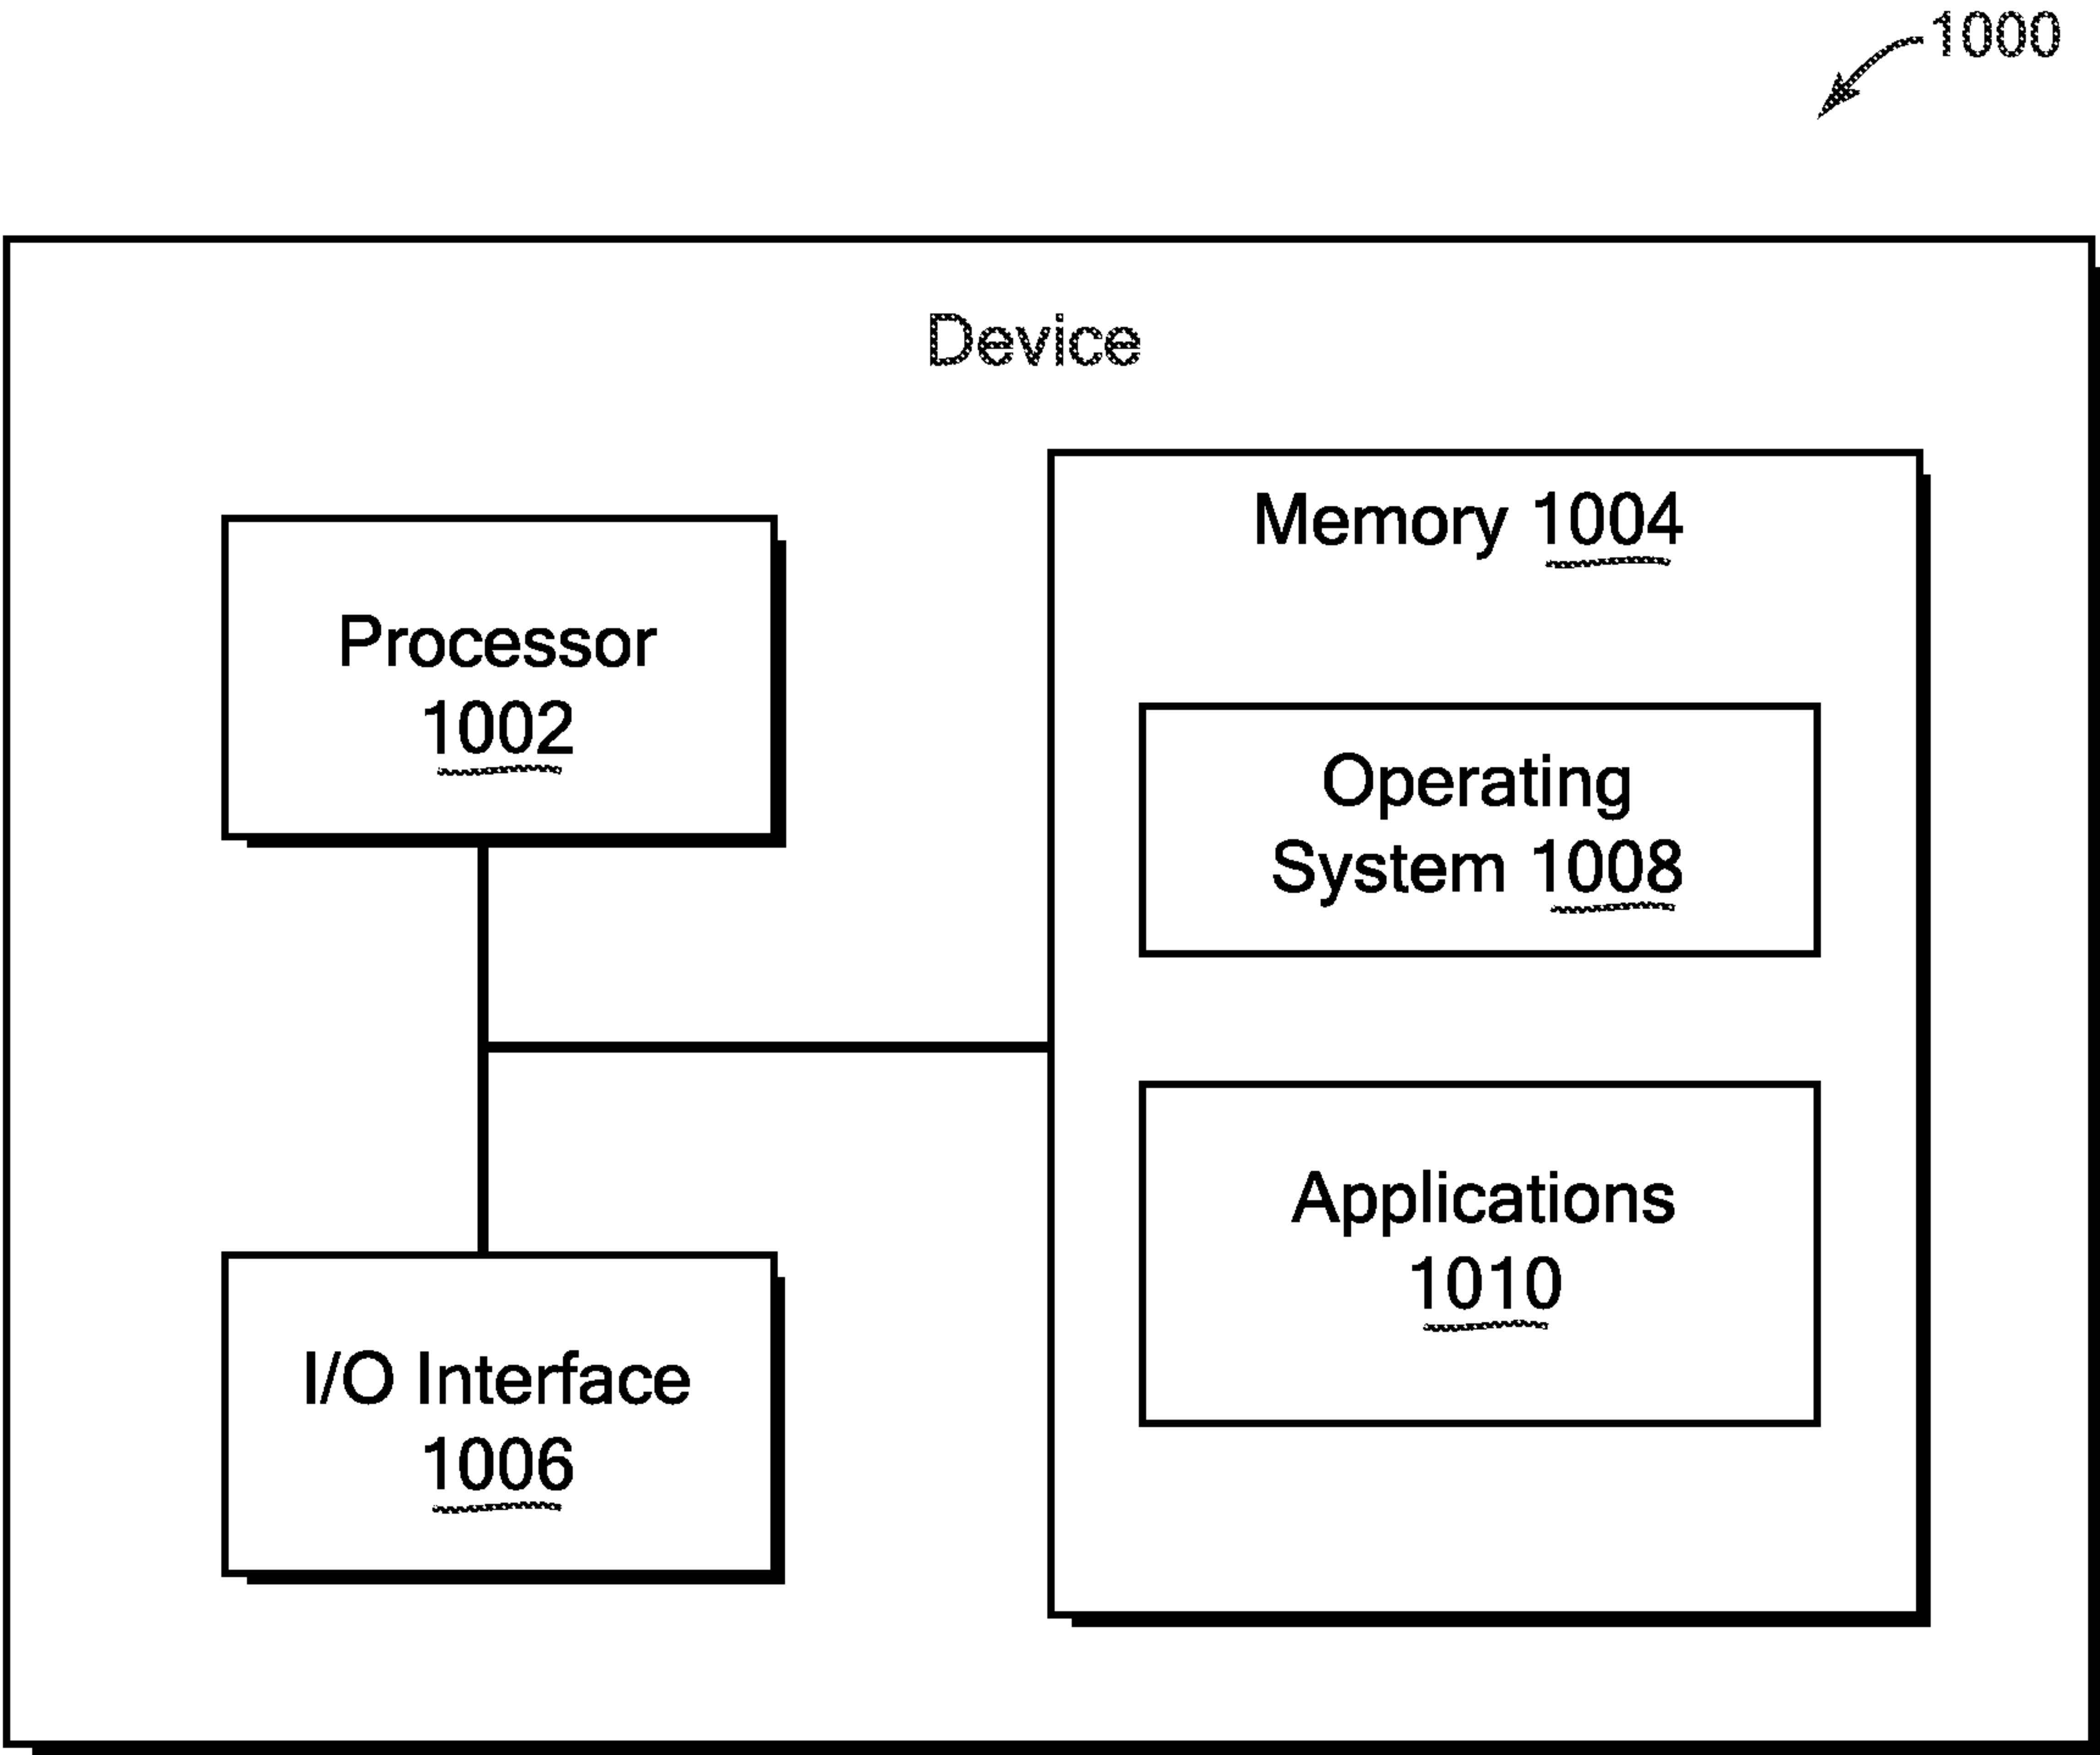 1000
Device
Processor
1002
Memory 1004
Operating
System 1008
Applications
1010
I/O Interface
1006